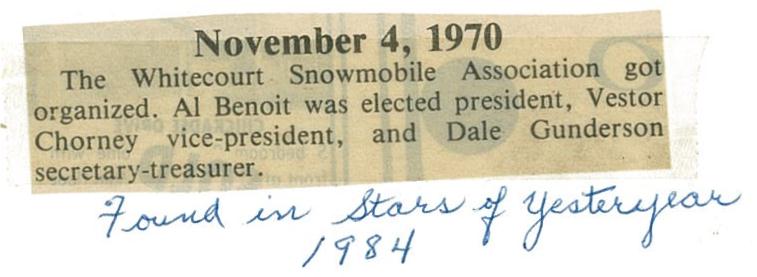 November 4, 1970
The Whitecourt Snowmobile Association got
organized. Al Benoit was elected president, Vestor
Chorney vice-president, and Dale Gunderson
secretary-treasurer.
Found in Stars of Yesteryear
1984